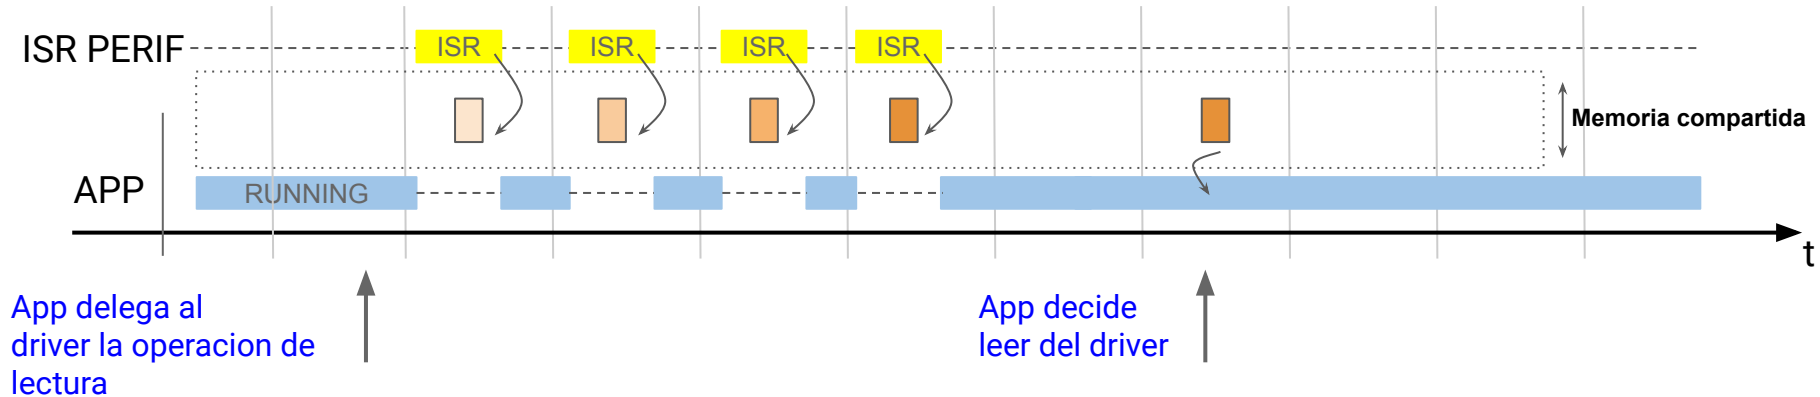 ISR PERIF
ISR
ISR
ISR
ISR
Memoria compartida
APP
RUNNING
t
App delega al
driver la operacion de
lectura
App decide
leer del driver